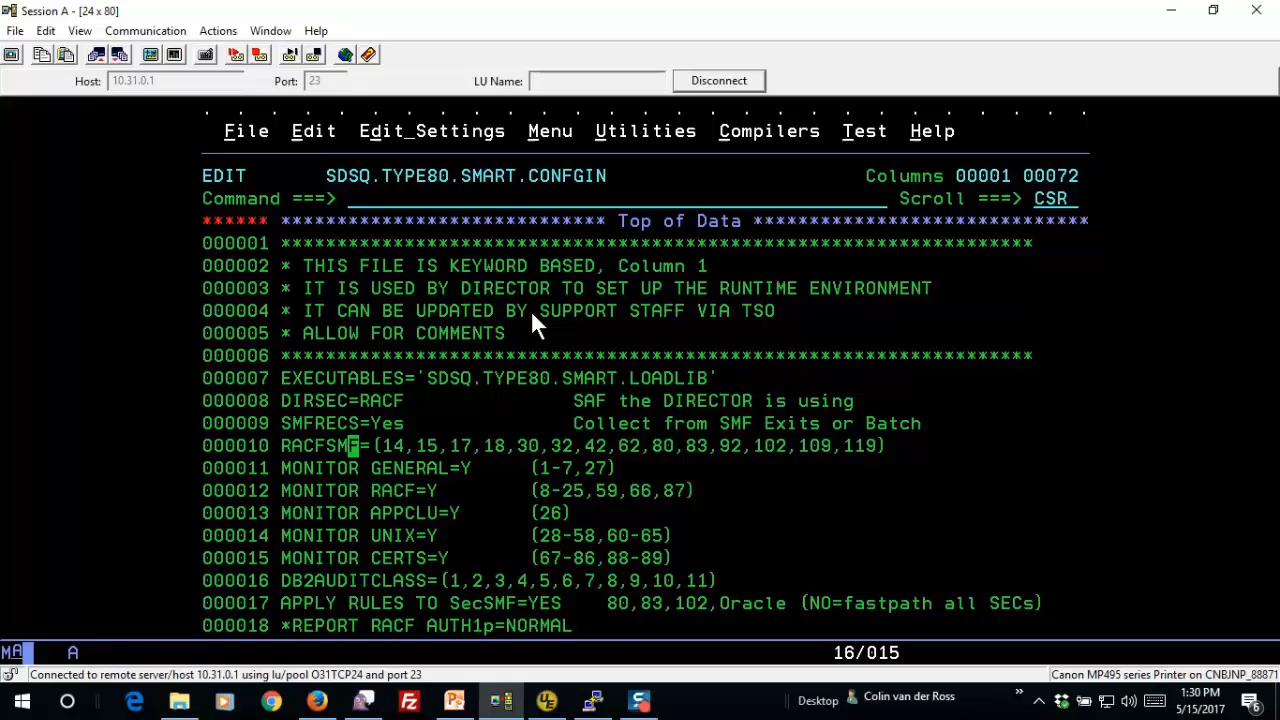 Session A - [24 x 80]
File Edit View Communication Actions Window Help
Host: 10.31.0.1 Port: 23 LU Name: Disconnect
File Edit Edit_Settings Menu Utilities Compilers Test Help
EDIT SDSQ.TYPE80.SMART.CONFGIN Columns 00001 00072
Command ===> Scroll ===> CSR
****** ***************************** Top of Data ******************************
000001 *******************************************************************
000002 * THIS FILE IS KEYWORD BASED, Column 1
000003 * IT IS USED BY DIRECTOR TO SET UP THE RUNTIME ENVIRONMENT
000004 * IT CAN BE UPDATED BY SUPPORT STAFF VIA TSO
000005 * ALLOW FOR COMMENTS
000006 *******************************************************************
000007 EXECUTABLES='SDSQ.TYPE80.SMART.LOADLIB'
000008 DIRSEC=RACF SAF the DIRECTOR is using
000009 SMFRECS=Yes Collect from SMF Exits or Batch
000010 RACFSMF=(14,15,17,18,30,32,42,62,80,83,92,102,109,119)
000011 MONITOR GENERAL=Y (1-7,27)
000012 MONITOR RACF=Y (8-25,59,66,87)
000013 MONITOR APPCLU=Y (26)
000014 MONITOR UNIX=Y (28-58,60-65)
000015 MONITOR CERTS=Y (67-86,88-89)
000016 DB2AUDITCLASS=(1,2,3,4,5,6,7,8,9,10,11)
000017 APPLY RULES TO SecSMF=YES 80,83,102,Oracle (NO=fastpath all SECs)
000018 *REPORT RACF AUTH1p=NORMAL
MA A 16/015
Connected to remote server/host 10.31.0.1 using lu/pool O31TCP24 and port 23 Canon MP495 series Printer on CNBJNP_88871
Desktop Colin van der Ross 1:30 PM
5/15/2017 6